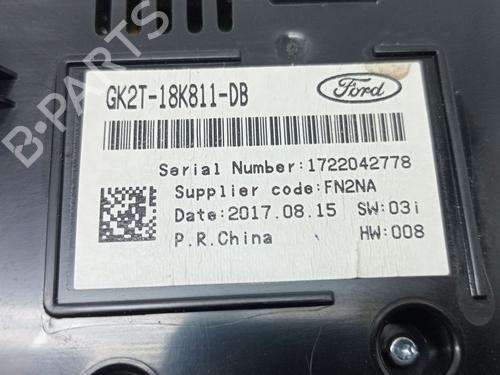 GK2T-18K811-DB
Ford
Serial Number:1722042778
Supplier code:FN2NA
Date:2017.08.15 SW:03i
P.R.China HW:008
B-PARTS